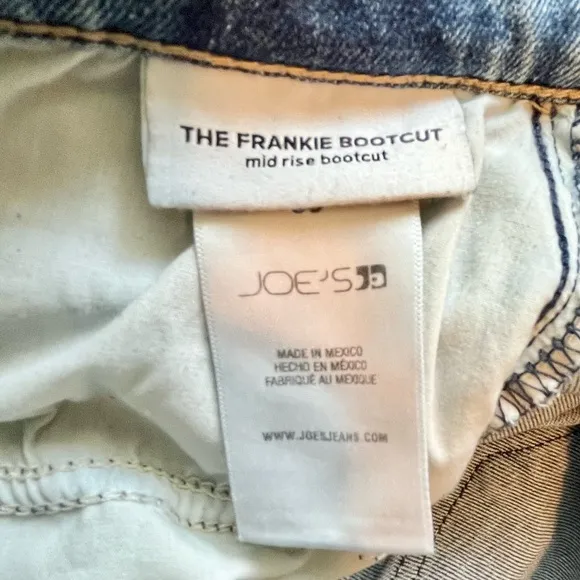 THE FRANKIE BOOTCUT
mid rise bootcut
JOE'S
MADE IN MEXICO
HECHO EN MÉXICO
FABRIQUÉ AU MEXIQUE
WWW.JOESJEANS.COM